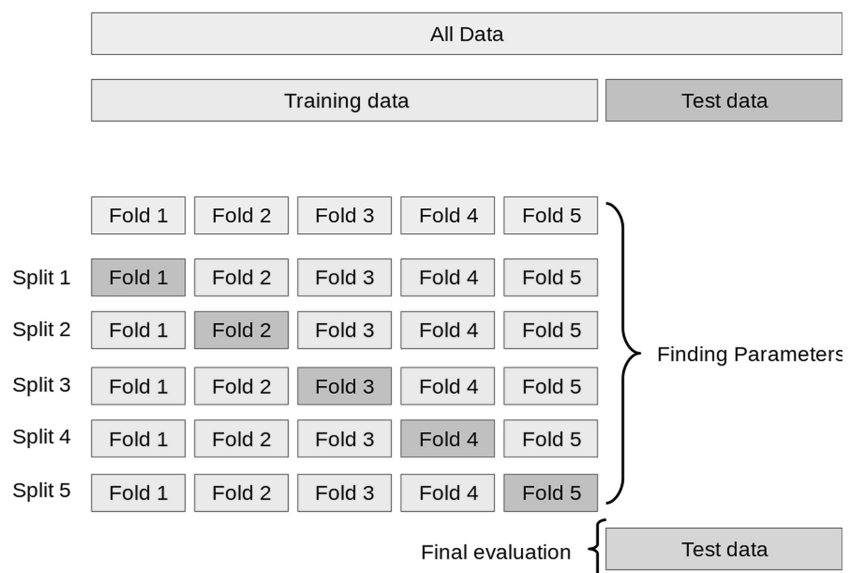 All Data
Training data Test data
Fold 1 Fold 2 Fold 3 Fold 4 Fold 5
Split 1 Fold 1 Fold 2 Fold 3 Fold 4 Fold 5
Split 2 Fold 1 Fold 2 Fold 3 Fold 4 Fold 5
Finding Parameters
Split 3 Fold 1 Fold 2 Fold 3 Fold 4 Fold 5
Split 4 Fold 1 Fold 2 Fold 3 Fold 4 Fold 5
Split 5 Fold 1 Fold 2 Fold 3 Fold 4 Fold 5
Final evaluation Test data